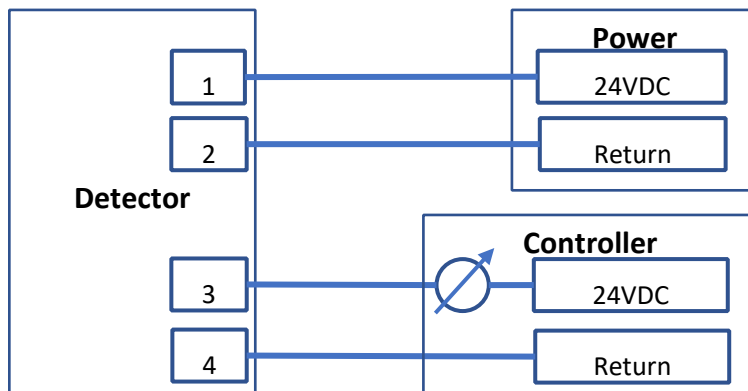 Power
1
24VDC
2
Return
Detector
Controller
3
24VDC
4
Return